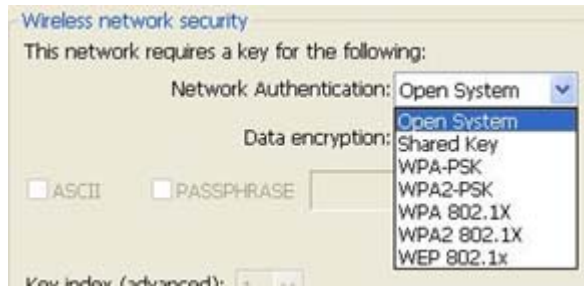 Wireless network security
This network requires a key for the following:
Network Authentication: Open System
Open System
Data encryption:
Shared Key
WPA-PSK
WPA2-PSK
ASCII PASSPHRASE
WPA 802.1X
WPA2 802.1X
WEP 802.1x
Key index (advanced):